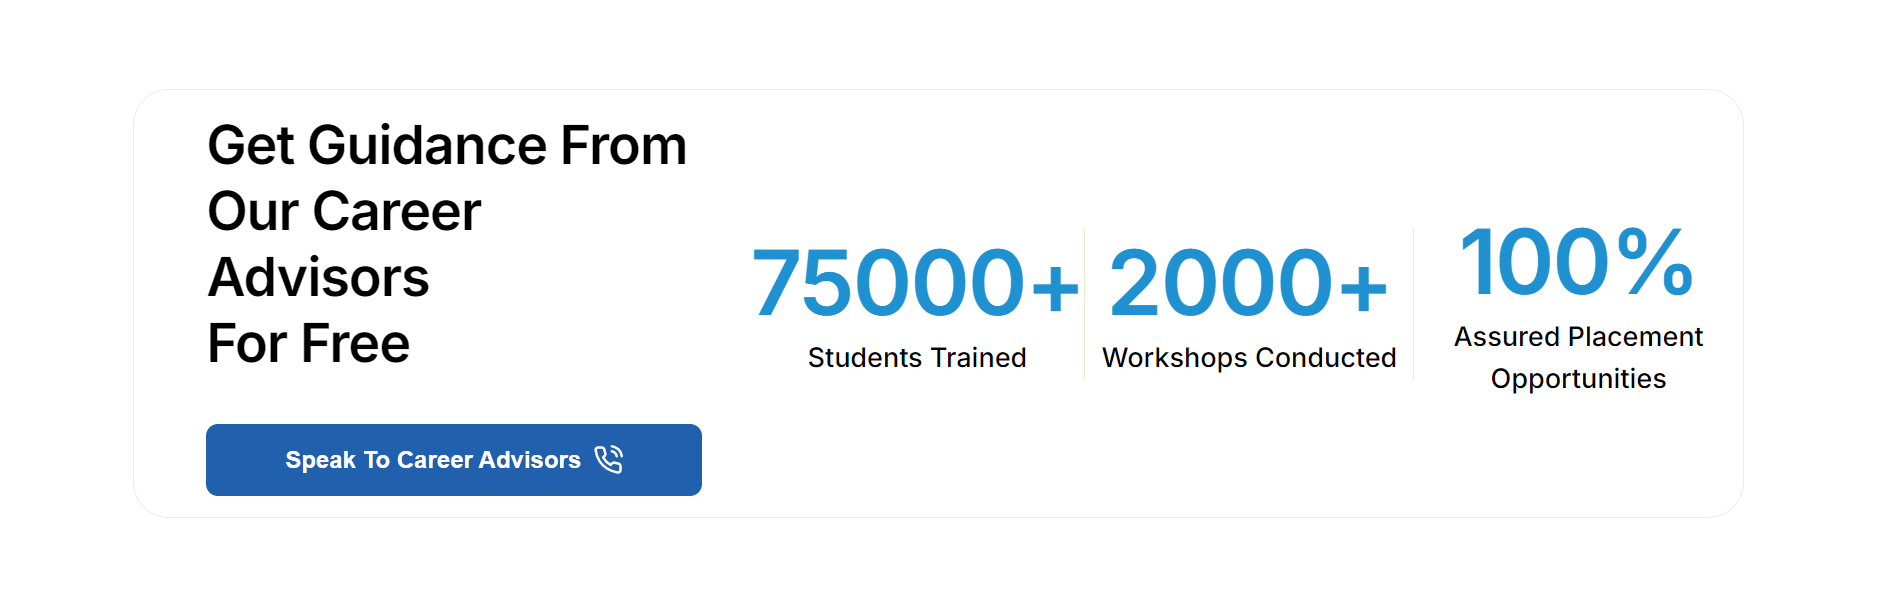 Get Guidance From
Our Career
Advisors
For Free
Speak To Career Advisors
75000+
Students Trained
2000+
Workshops Conducted
100%
Assured Placement
Opportunities